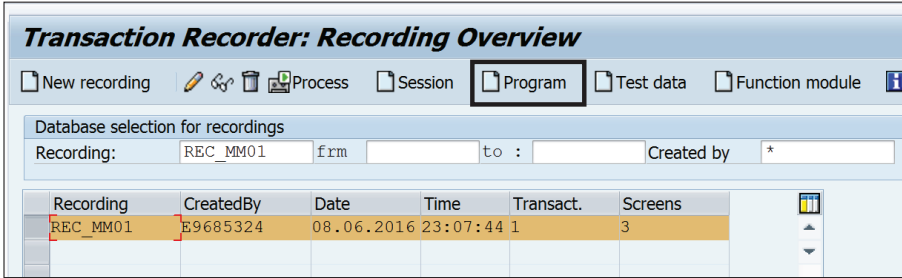 Transaction Recorder: Recording Overview
New recording Process Session Program Test data Function module
Database selection for recordings
Recording: REC_MM01 frm to : Created by *
Recording CreatedBy Date Time Transact. Screens
REC_MM01 E9685324 08.06.2016 23:07:44 1 3